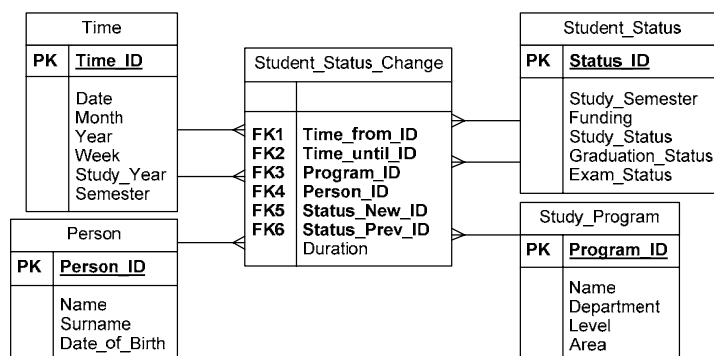 Time
PK Time_ID
Date
Month
Year
Week
Study_Year
Semester
Person
PK Person_ID
Name
Surname
Date_of_Birth
Student_Status_Change
FK1 Time_from_ID
FK2 Time_until_ID
FK3 Program_ID
FK4 Person_ID
FK5 Status_New_ID
FK6 Status_Prev_ID
Duration
Student_Status
PK Status_ID
Study_Semester
Funding
Study_Status
Graduation_Status
Exam_Status
Study_Program
PK Program_ID
Name
Department
Level
Area